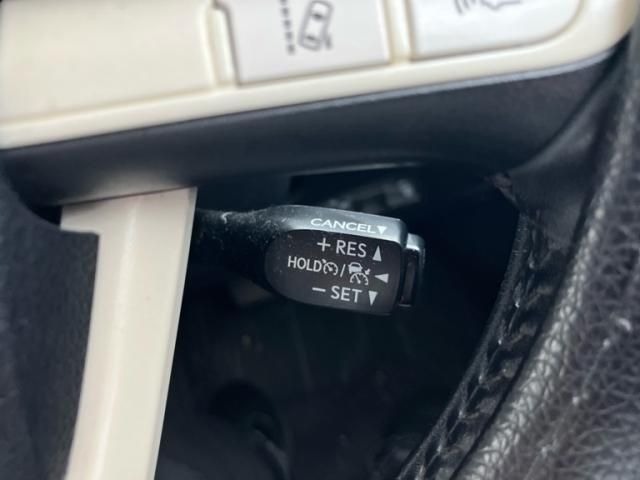 CANCEL▼
+ RES ▲
HOLD / ◀
− SET ▼